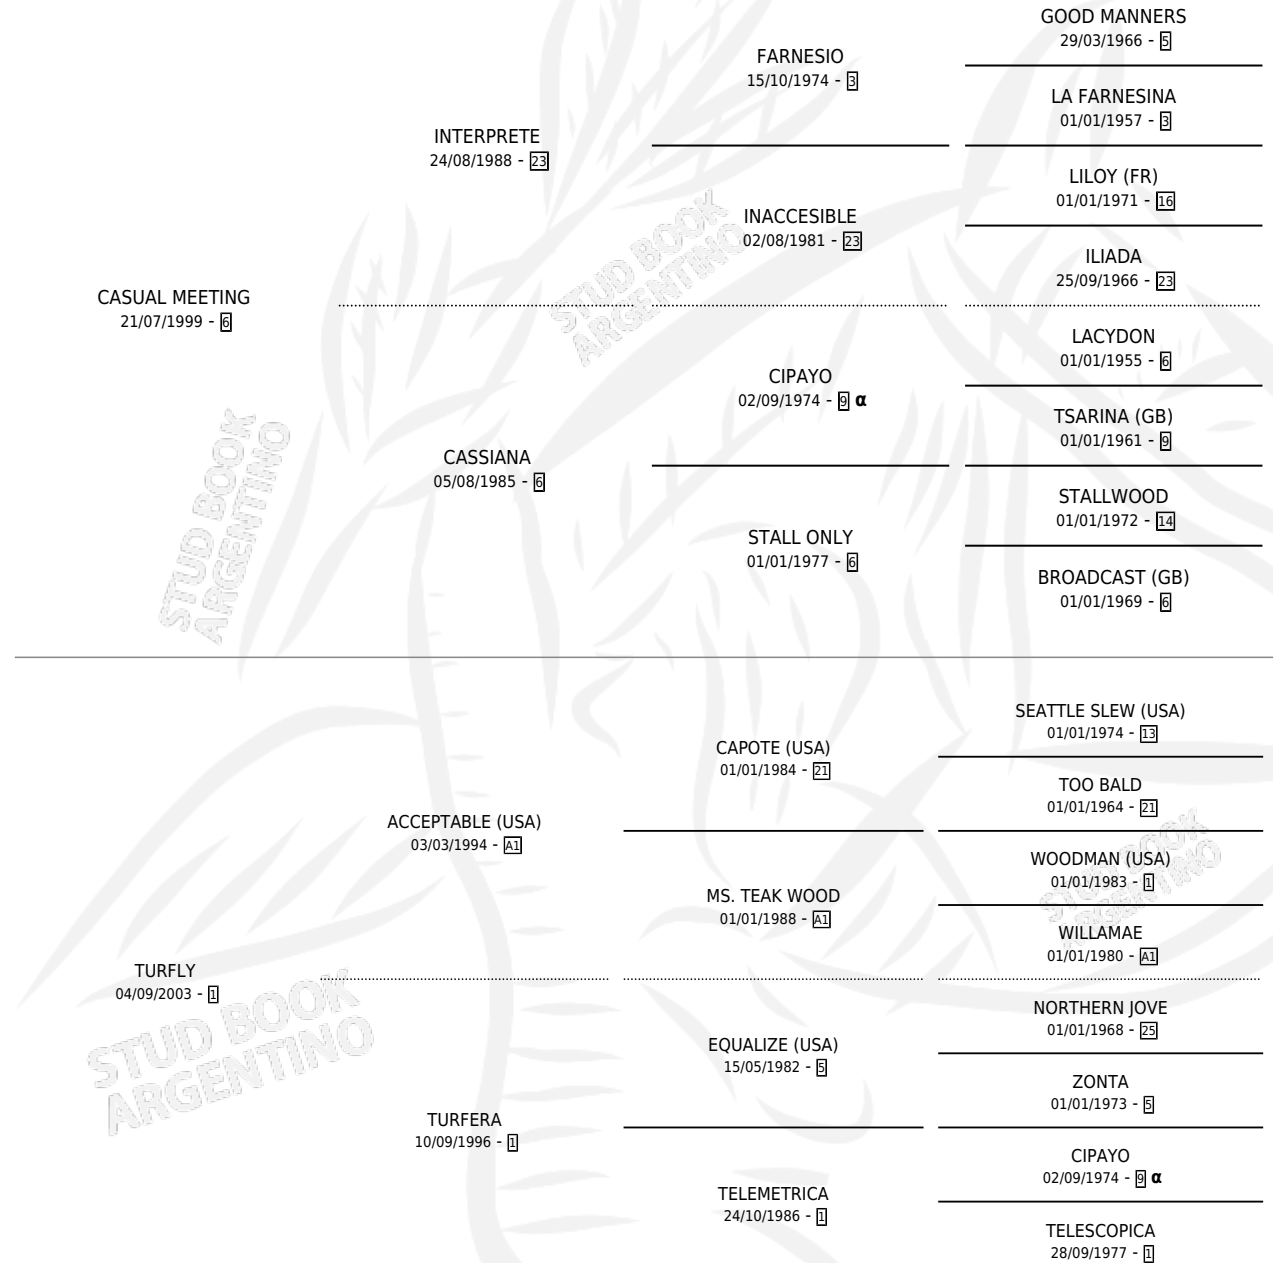 GOOD MANNERS
29/03/1966 - 5
FARNESIO
15/10/1974 - 3
LA FARNESINA
01/01/1957 - 3
INTERPRETE
24/08/1988 - 23
LILOY (FR)
01/01/1971 - 16
INACCESIBLE
02/08/1981 - 23
ILIADA
25/09/1966 - 23
CASUAL MEETING
21/07/1999 - 6
LACYDON
01/01/1955 - 6
CIPAYO
02/09/1974 - 9 α
TSARINA (GB)
01/01/1961 - 9
CASSIANA
05/08/1985 - 6
STALLWOOD
01/01/1972 - 14
STALL ONLY
01/01/1977 - 6
BROADCAST (GB)
01/01/1969 - 6
SEATTLE SLEW (USA)
01/01/1974 - 13
CAPOTE (USA)
01/01/1984 - 21
TOO BALD
01/01/1964 - 21
ACCEPTABLE (USA)
03/03/1994 - A1
WOODMAN (USA)
01/01/1983 - 1
MS. TEAK WOOD
01/01/1988 - A1
WILLAMAE
01/01/1980 - A1
TURFLY
04/09/2003 - 1
NORTHERN JOVE
01/01/1968 - 25
EQUALIZE (USA)
15/05/1982 - 5
ZONTA
01/01/1973 - 5
TURFERA
10/09/1996 - 1
CIPAYO
02/09/1974 - 9 α
TELEMETRICA
24/10/1986 - 1
TELESCOPICA
28/09/1977 - 1
STUD BOOK
ARGENTINO
STUD BOOK
ARGENTINO
STUD BOOK
ARGENTINO
STUD BOOK
ARGENTINO